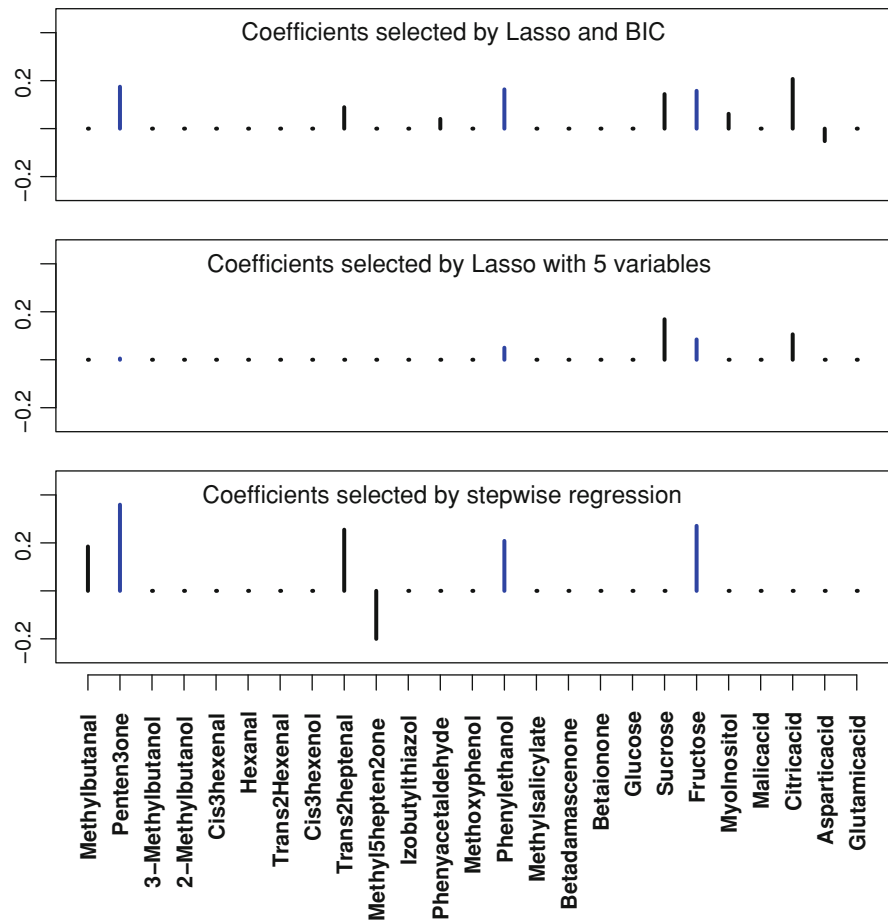 Coefficients selected by Lasso and BIC
0.2
−0.2
Coefficients selected by Lasso with 5 variables
0.2
−0.2
Coefficients selected by stepwise regression
0.2
−0.2
Methylbutanal
Penten3one
3−Methylbutanol
2−Methylbutanol
Cis3hexenal
Hexanal
Trans2Hexenal
Cis3hexenol
Trans2heptenal
Methyl5hepten2one
Izobutylthiazol
Phenyacetaldehyde
Methoxyphenol
Phenylethanol
Methylsalicylate
Betadamascenone
Betaionone
Glucose
Sucrose
Fructose
MyoInositol
Malicacid
Citricacid
Asparticacid
Glutamicacid